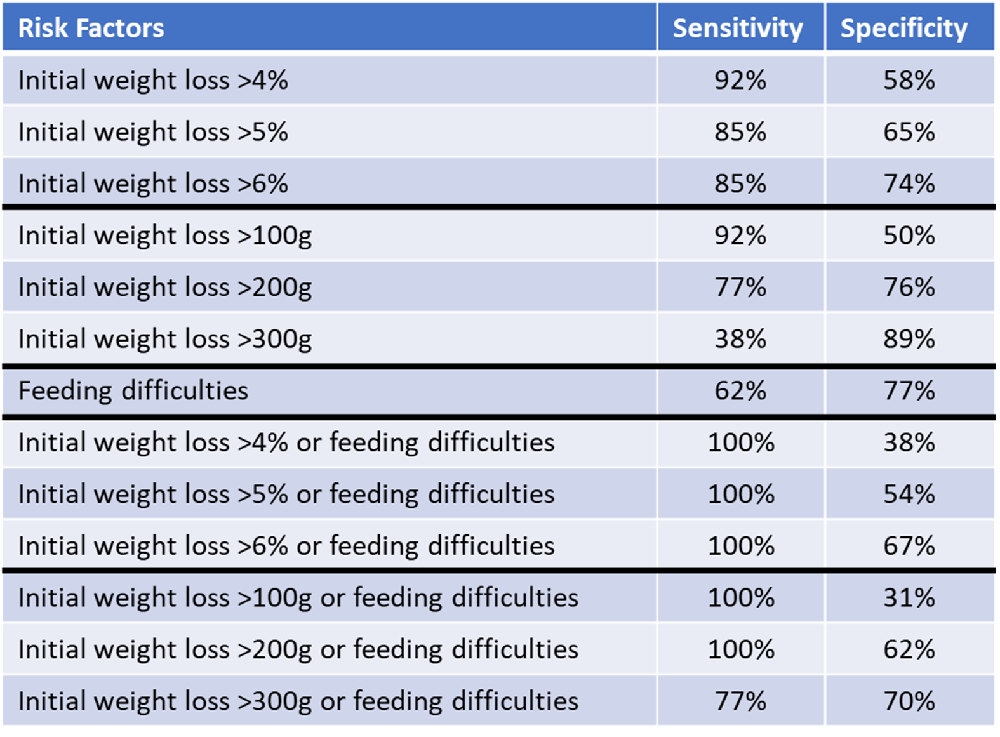 Risk Factors Sensitivity Specificity
Initial weight loss >4% 92% 58%
Initial weight loss >5% 85% 65%
Initial weight loss >6% 85% 74%
Initial weight loss >100g 92% 50%
Initial weight loss >200g 77% 76%
Initial weight loss >300g 38% 89%
Feeding difficulties 62% 77%
Initial weight loss >4% or feeding difficulties 100% 38%
Initial weight loss >5% or feeding difficulties 100% 54%
Initial weight loss >6% or feeding difficulties 100% 67%
Initial weight loss >100g or feeding difficulties 100% 31%
Initial weight loss >200g or feeding difficulties 100% 62%
Initial weight loss >300g or feeding difficulties 77% 70%